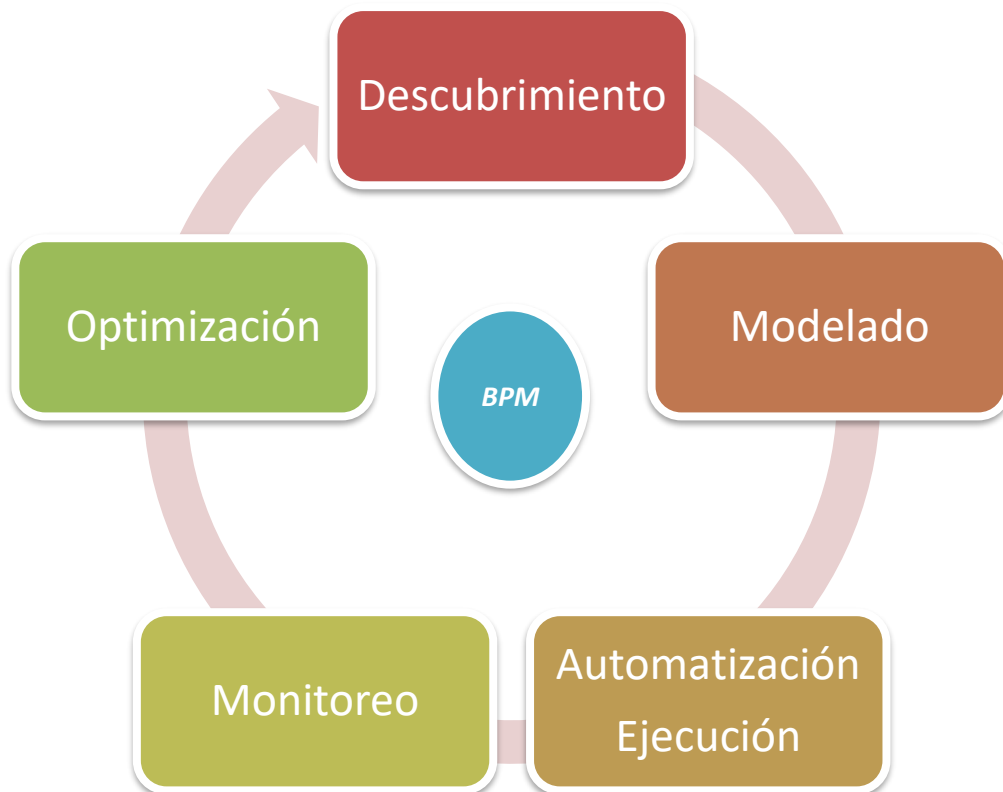 Descubrimiento
Optimización
Modelado
BPM
Monitoreo
Automatización
Ejecución